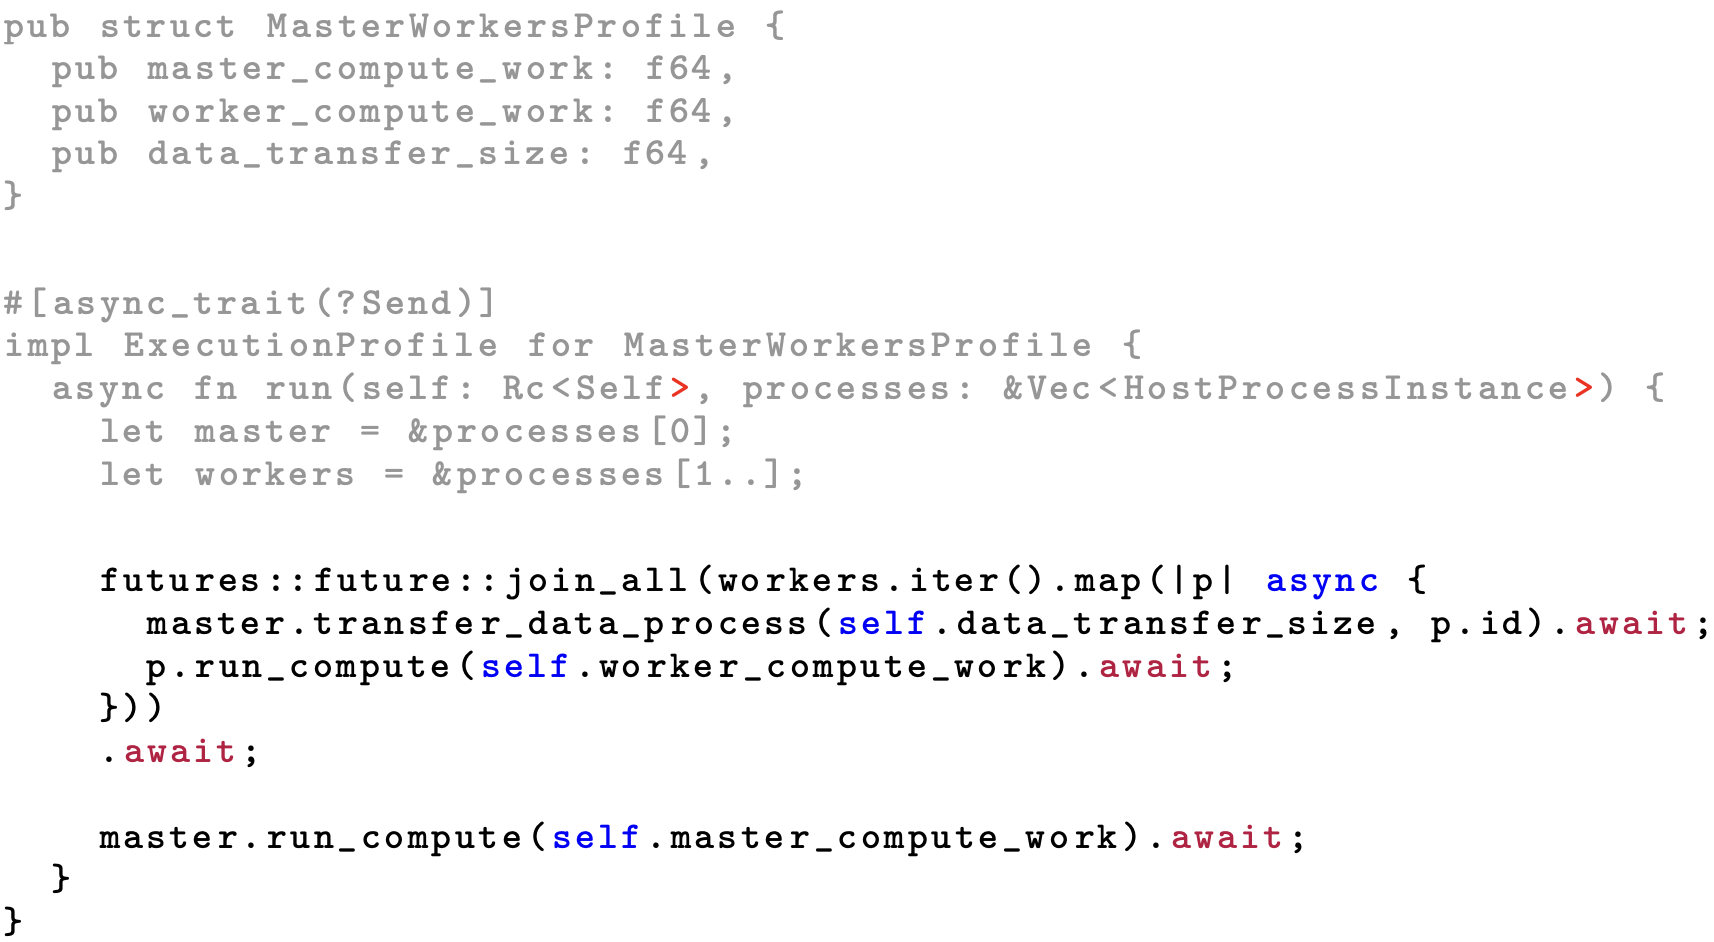 pub struct MasterWorkersProfile {
  pub master_compute_work: f64,
  pub worker_compute_work: f64,
  pub data_transfer_size: f64,
}
#[async_trait(?Send)]
impl ExecutionProfile for MasterWorkersProfile {
  async fn run(self: Rc<Self>, processes: &Vec<HostProcessInstance>) {
    let master = &processes[0];
    let workers = &processes[1..];
    futures::future::join_all(workers.iter().map(|p| async {
      master.transfer_data_process(self.data_transfer_size, p.id).await;
      p.run_compute(self.worker_compute_work).await;
    }))
    .await;
    master.run_compute(self.master_compute_work).await;
  }
}